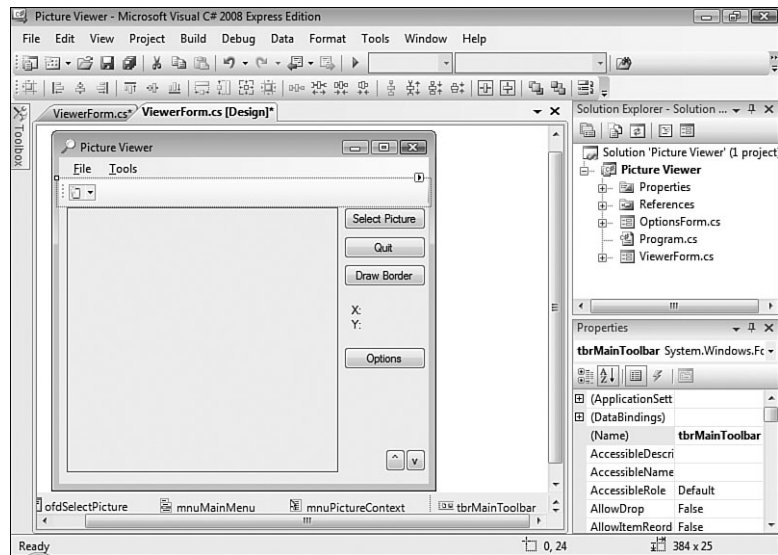 Picture Viewer - Microsoft Visual C# 2008 Express Edition
File Edit View Project Build Debug Data Format Tools Window Help
Toolbox
ViewerForm.cs* ViewerForm.cs [Design]*
Picture Viewer
File Tools
Select Picture
Quit
Draw Border
X:
Y:
Options
ofdSelectPicture mnuMainMenu mnuPictureContext tbrMainToolbar
Solution Explorer - Solution ...
Solution 'Picture Viewer' (1 project)
Picture Viewer
Properties
References
OptionsForm.cs
Program.cs
ViewerForm.cs
Properties
tbrMainToolbar System.Windows.Fc
(ApplicationSett
(DataBindings)
(Name) tbrMainToolbar
AccessibleDescri
AccessibleName
AccessibleRole Default
AllowDrop False
AllowItemReord False
Ready 0, 24 384 x 25